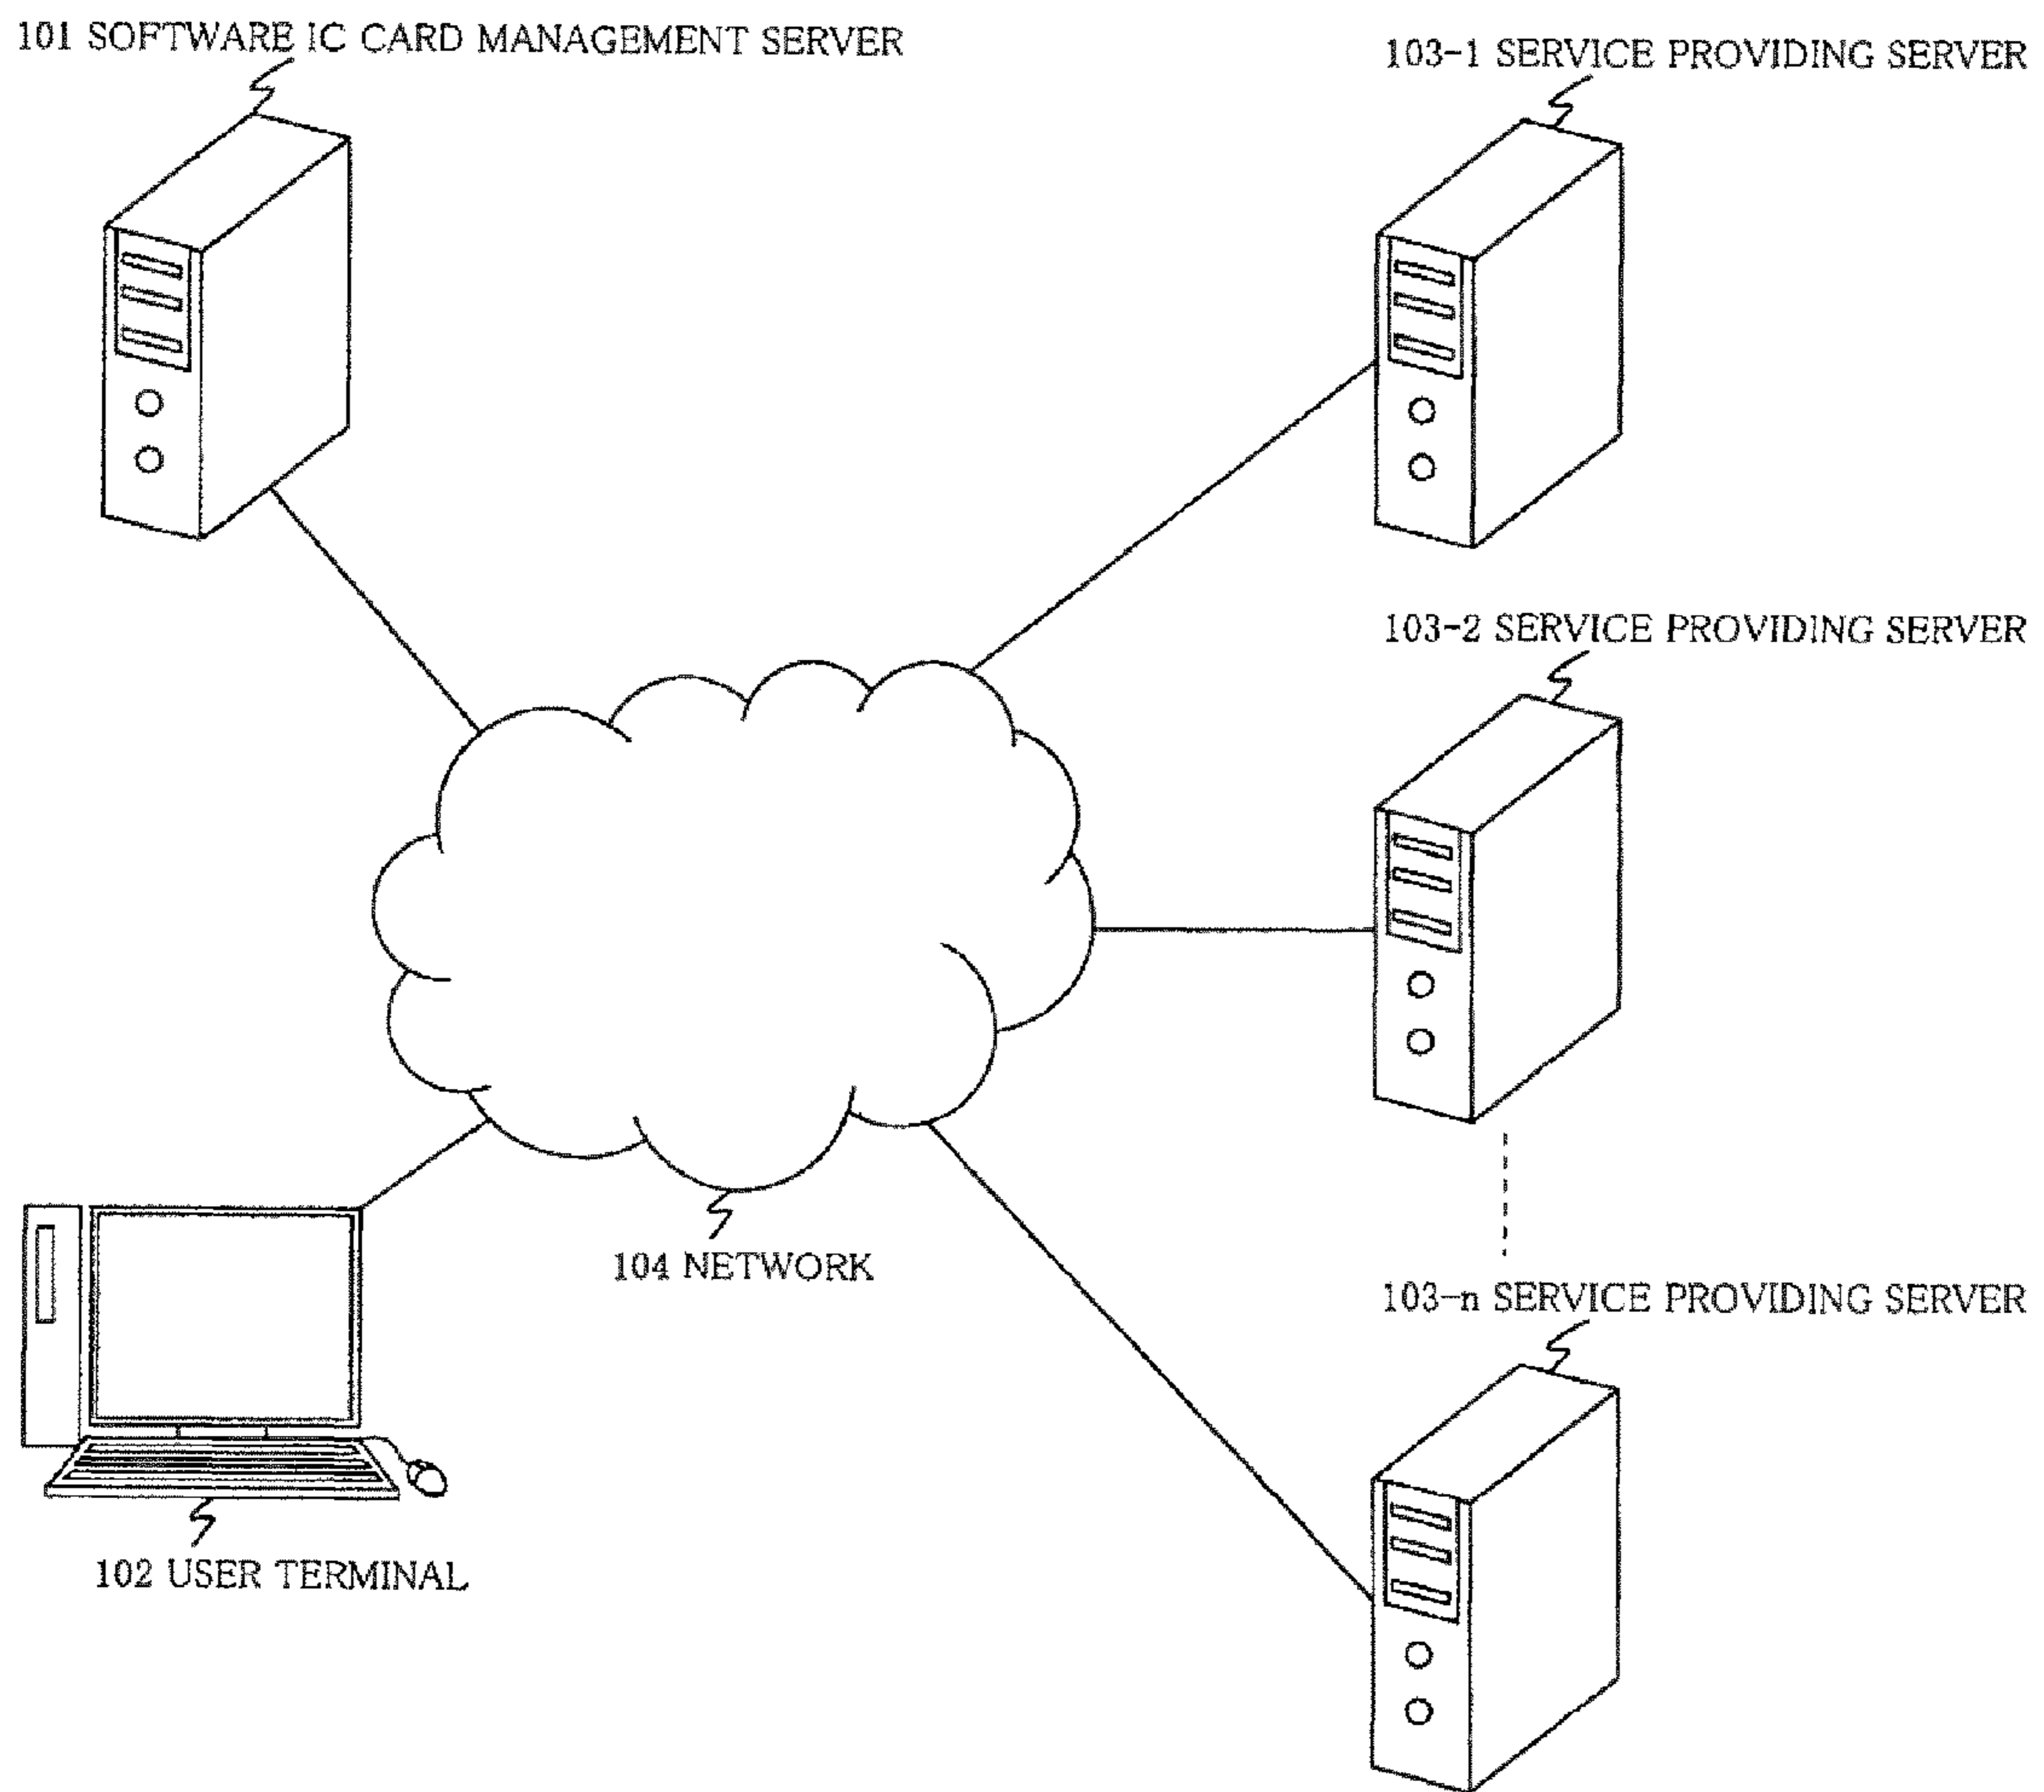 101 SOFTWARE IC CARD MANAGEMENT SERVER
103-1 SERVICE PROVIDING SERVER
103-2 SERVICE PROVIDING SERVER
104 NETWORK
103-n SERVICE PROVIDING SERVER
102 USER TERMINAL